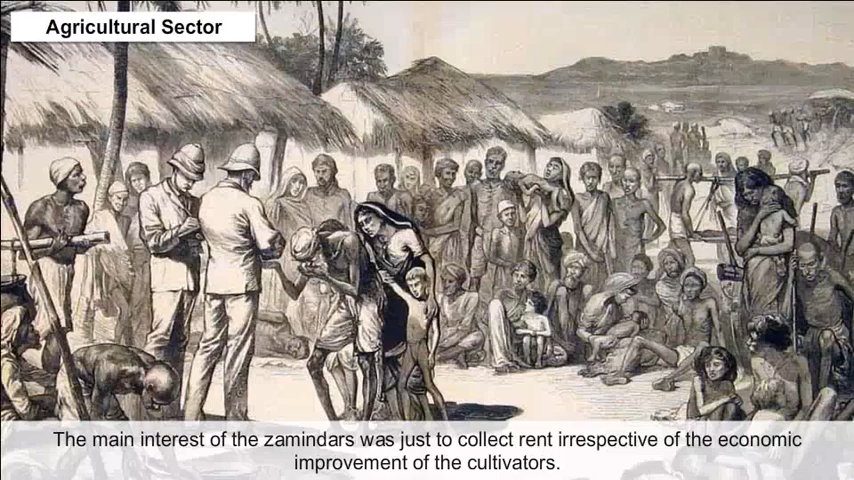 Agricultural Sector
The main interest of the zamindars was just to collect rent irrespective of the economic
improvement of the cultivators.